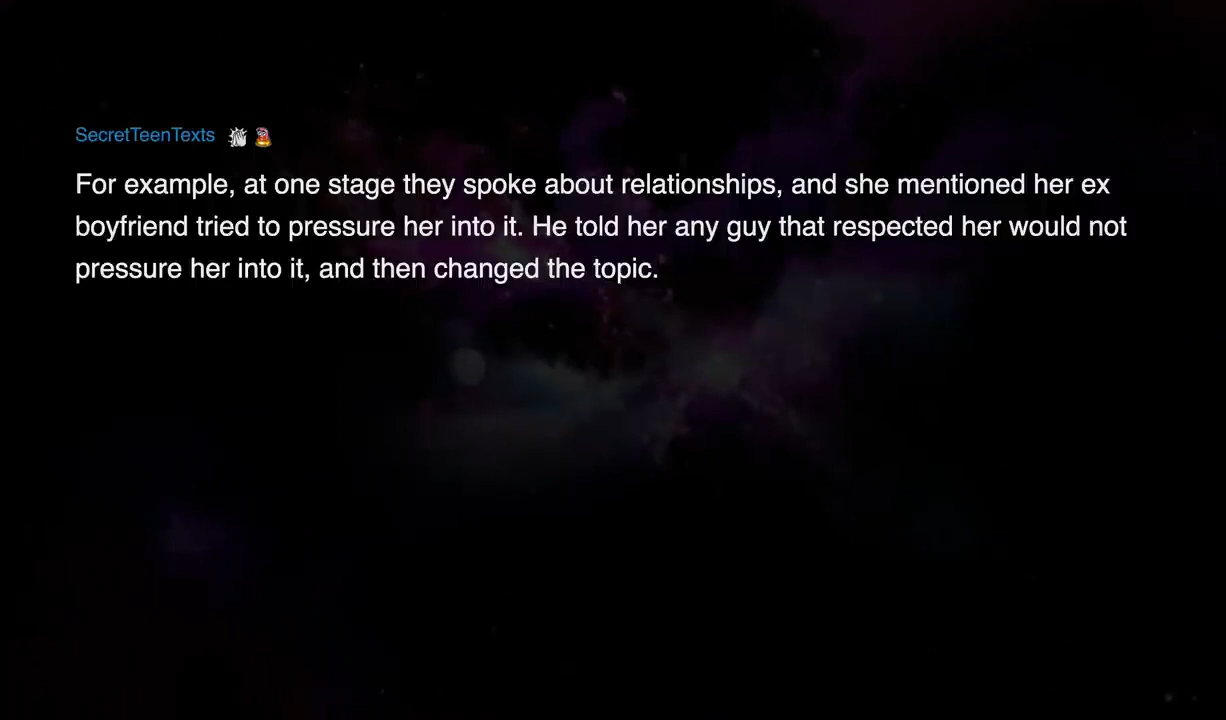 SecretTeenTexts
For example, at one stage they spoke about relationships, and she mentioned her ex
boyfriend tried to pressure her into it. He told her any guy that respected her would not
pressure her into it, and then changed the topic.